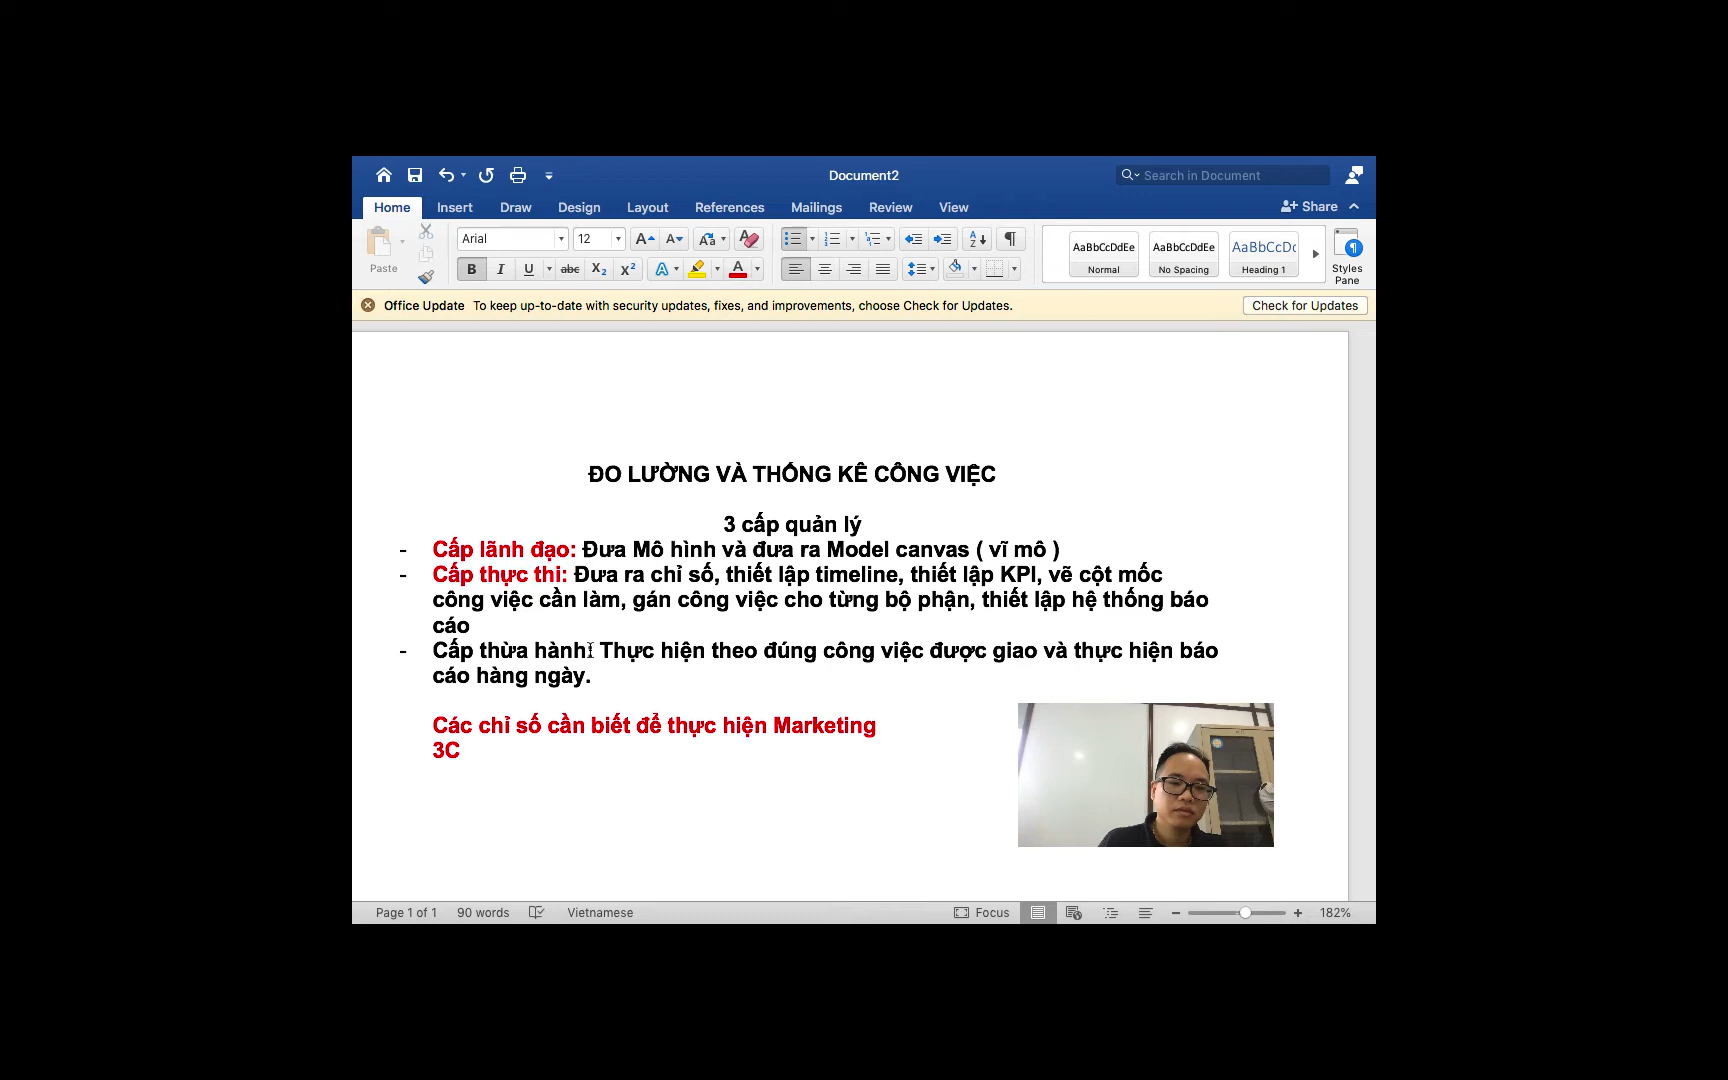 Document2
Search in Document
Home Insert Draw Design Layout References Mailings Review View Share
Paste
Arial 12 A A Aa A
AaBbCcDdEe AaBbCcDdEe AaBbCcDc
B I U abc X2 X2 A A
Normal No Spacing Heading 1 Styles Pane
Office Update To keep up-to-date with security updates, fixes, and improvements, choose Check for Updates. Check for Updates
ĐO LƯỜNG VÀ THỐNG KÊ CÔNG VIỆC
3 cấp quản lý
- Cấp lãnh đạo: Đưa Mô hình và đưa ra Model canvas ( vĩ mô )
- Cấp thực thi: Đưa ra chỉ số, thiết lập timeline, thiết lập KPI, vẽ cột mốc
công việc cần làm, gán công việc cho từng bộ phận, thiết lập hệ thống báo
cáo
- Cấp thừa hành: Thực hiện theo đúng công việc được giao và thực hiện báo
cáo hàng ngày.
Các chỉ số cần biết để thực hiện Marketing
3C
Page 1 of 1 90 words Vietnamese Focus 182%